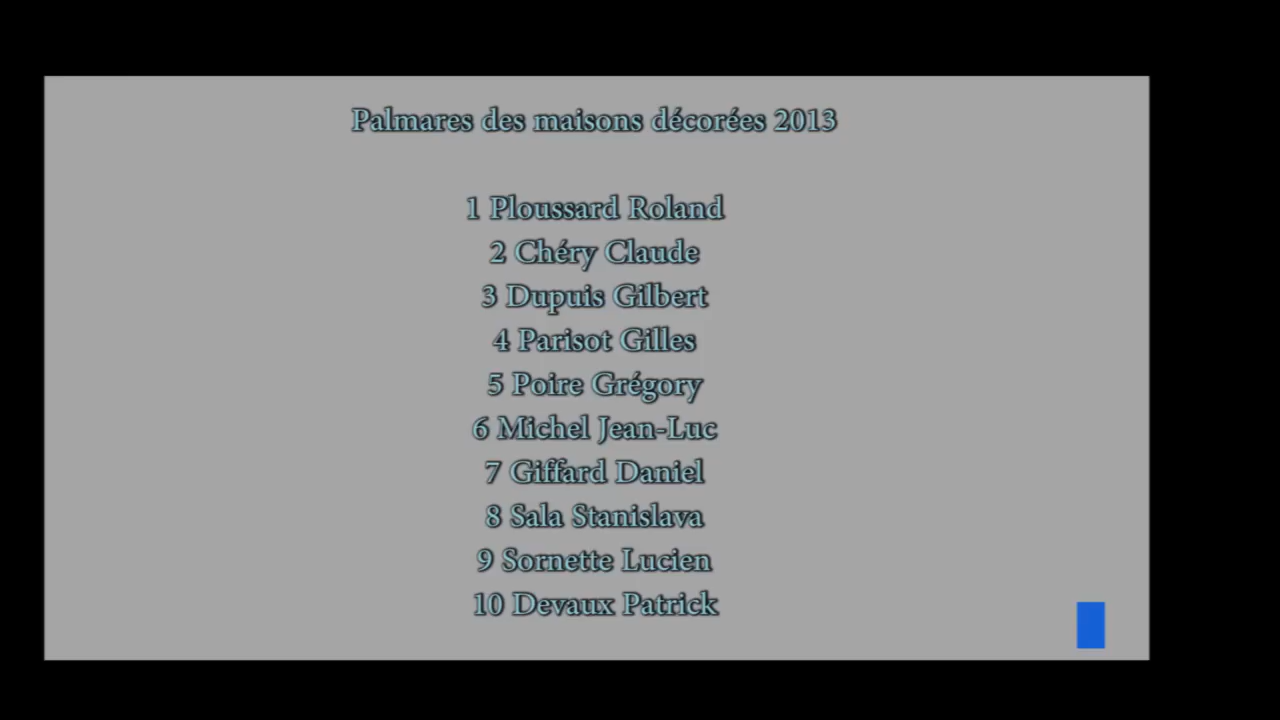 Palmares des maisons décorées 2013
1 Ploussard Roland
2 Chéry Claude
3 Dupuis Gilbert
4 Parisot Gilles
5 Poire Grégory
6 Michel Jean-Luc
7 Giffard Daniel
8 Sala Stanislava
9 Sornette Lucien
10 Devaux Patrick